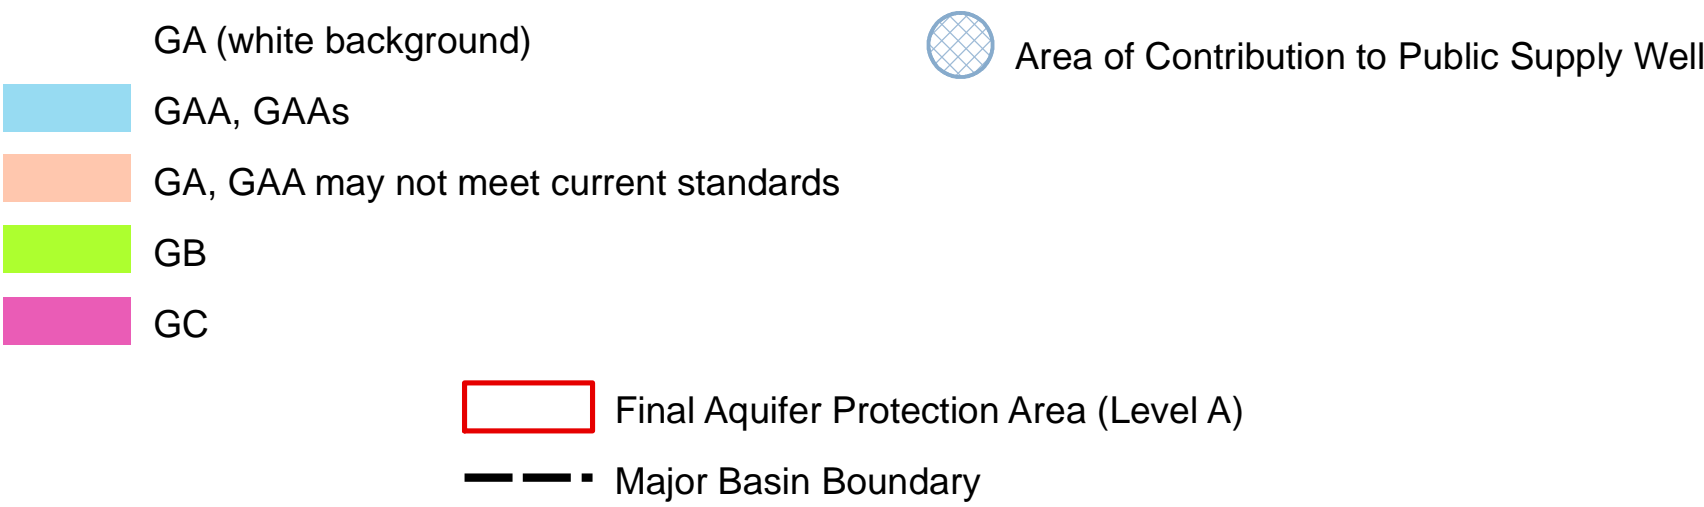 GA (white background)
Area of Contribution to Public Supply Well
GAA, GAAs
GA, GAA may not meet current standards
GB
GC
Final Aquifer Protection Area (Level A)
Major Basin Boundary